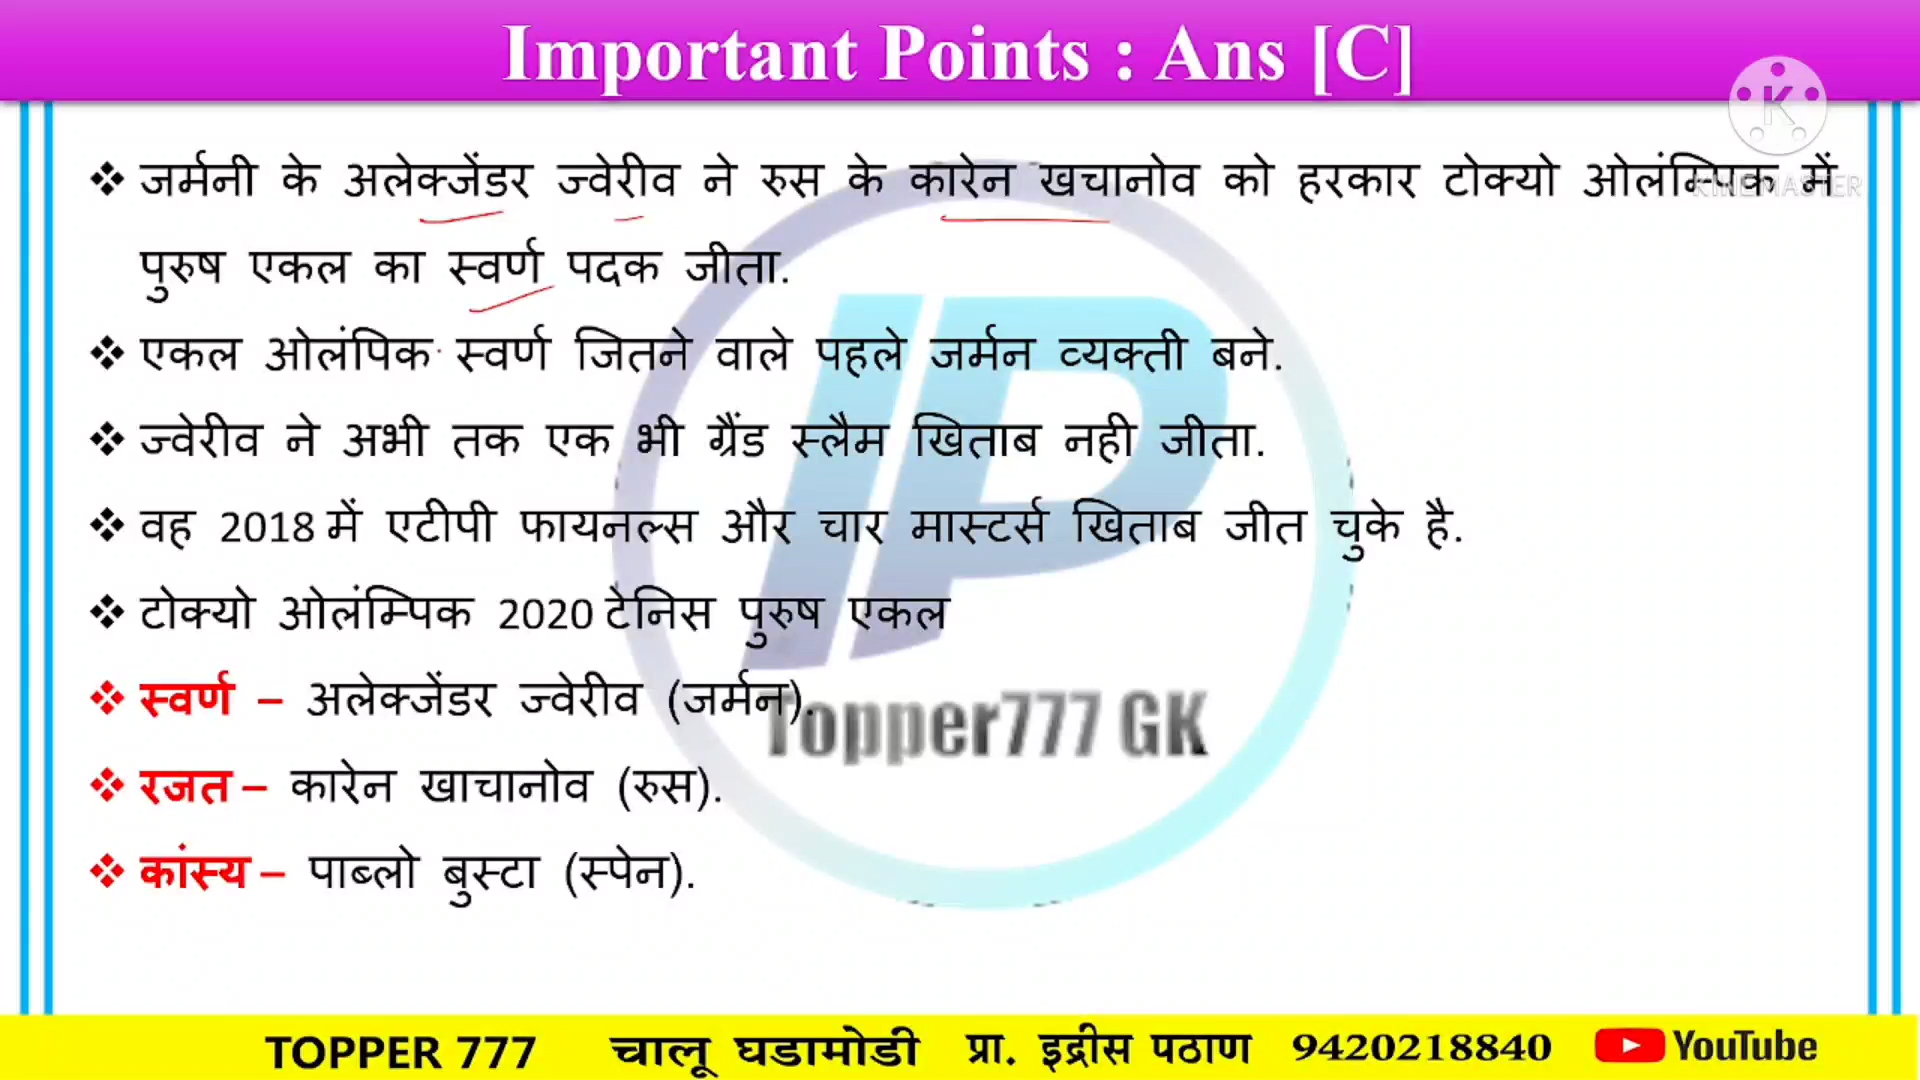 Important Points : Ans [C]
K
KINEMASTER
❖ जर्मनी के अलेक्जेंडर ज्वेरीव ने रुस के कारेन खचानोव को हरकार टोक्यो ओलंम्पिक में
पुरुष एकल का स्वर्ण पदक जीता.
❖ एकल ओलंपिक स्वर्ण जितने वाले पहले जर्मन व्यक्ती बने.
❖ ज्वेरीव ने अभी तक एक भी ग्रैंड स्लैम खिताब नही जीता.
❖ वह 2018 में एटीपी फायनल्स और चार मास्टर्स खिताब जीत चुके है.
❖ टोक्यो ओलंम्पिक 2020 टेनिस पुरुष एकल
❖ स्वर्ण – अलेक्जेंडर ज्वेरीव (जर्मन).
Topper777 GK
❖ रजत – कारेन खाचानोव (रुस).
❖ कांस्य – पाब्लो बुस्टा (स्पेन).
TOPPER 777 चालू घडामोडी प्रा. इद्रीस पठाण 9420218840 YouTube